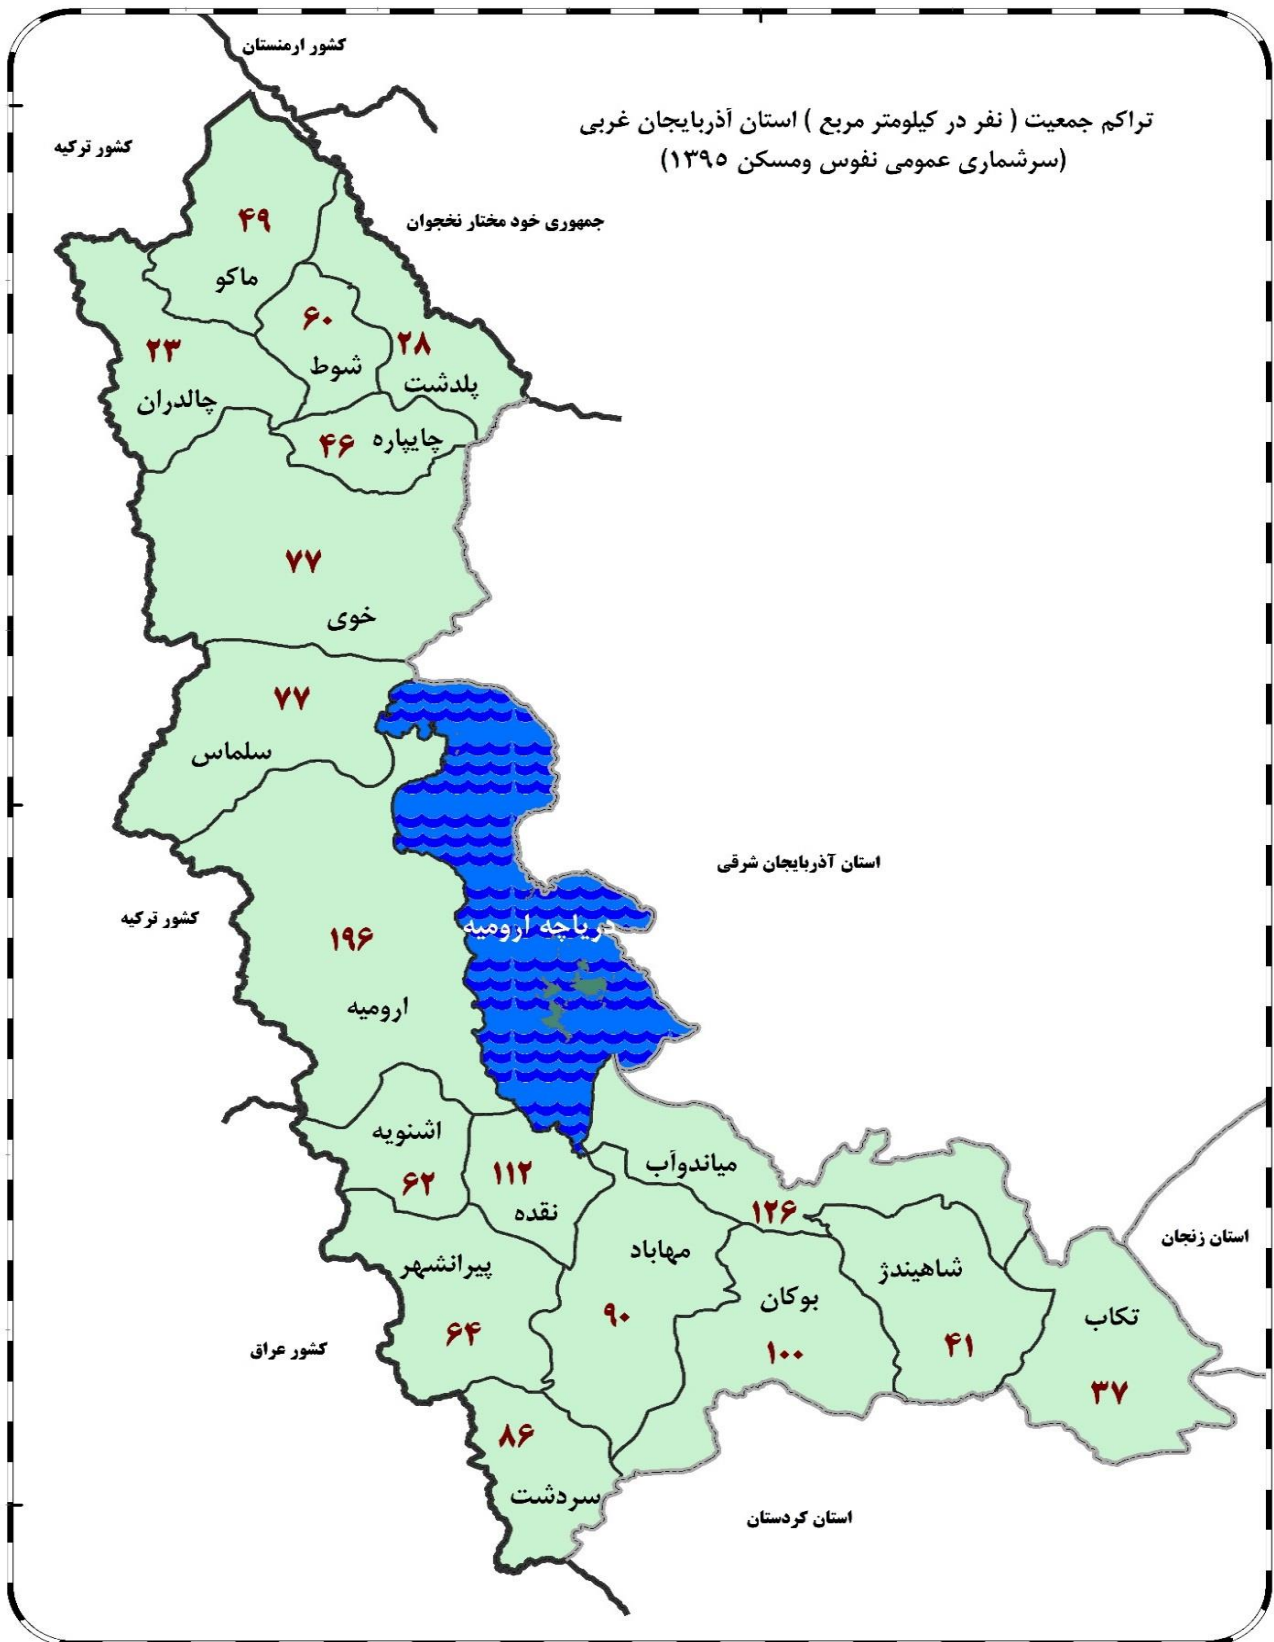 کشور ارمنستان
تراکم جمعیت ( نفر در کیلومتر مربع ) استان آذربایجان غربی
(سرشماری عمومی نفوس ومسکن ۱۳۹۵)
کشور ترکیه
جمهوری خود مختار نخجوان
۴۹
ماکو
۶۰
شوط
۲۸
پلدشت
۲۳
چالدران
چایپاره ۴۶
۷۷
خوی
۷۷
سلماس
استان آذربایجان شرقی
کشور ترکیه
دریاچه ارومیه
۱۹۶
ارومیه
اشنویه
۶۲
۱۱۲
نقده
میاندوآب
۱۲۶
استان زنجان
مهاباد
۹۰
پیرانشهر
۶۴
شاهیندژ
۴۱
بوکان
۱۰۰
تکاب
۳۷
کشور عراق
۸۶
سردشت
استان کردستان